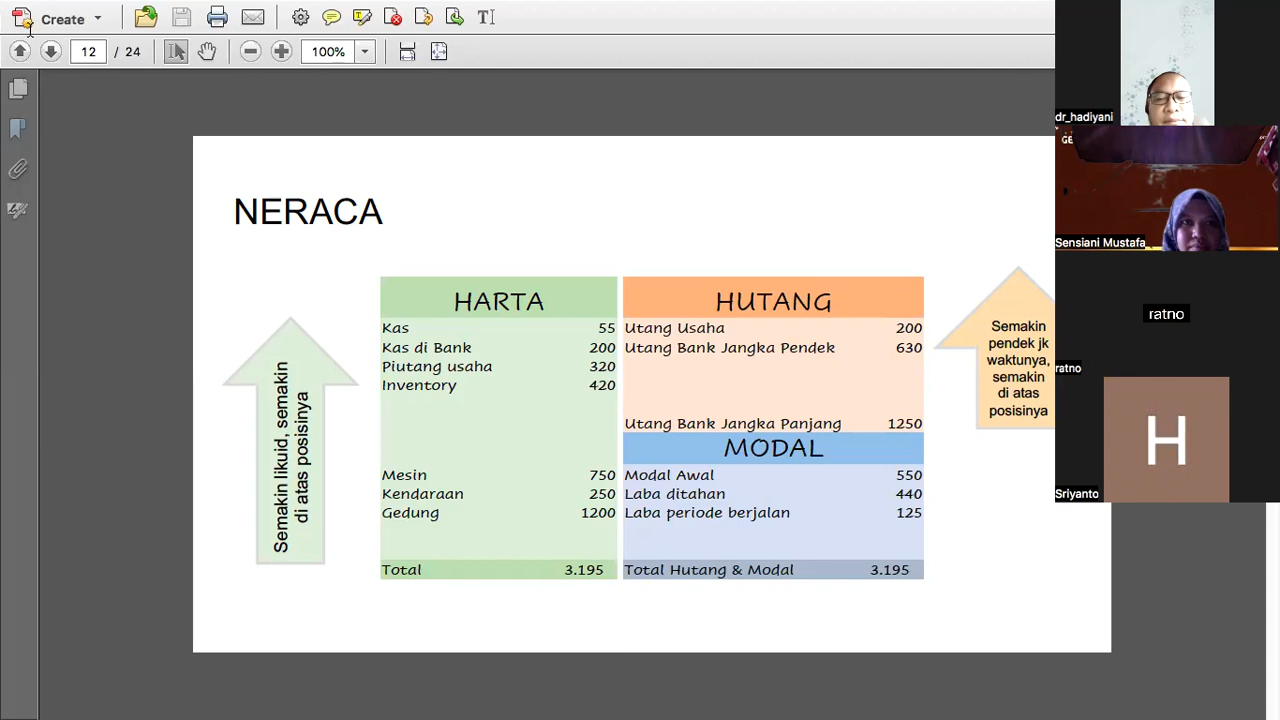 Create
12 / 24
100%
NERACA
Semakin likuid, semakin
di atas posisinya
HARTA
Kas 55
Kas di Bank 200
Piutang usaha 320
Inventory 420
Mesin 750
Kendaraan 250
Gedung 1200
Total 3.195
HUTANG
Utang Usaha 200
Utang Bank Jangka Pendek 630
Utang Bank Jangka Panjang 1250
MODAL
Modal Awal 550
Laba ditahan 440
Laba periode berjalan 125
Total Hutang & Modal 3.195
Semakin
pendek jk
waktunya,
semakin
di atas
posisinya
dr_hadiyani
Sensiani Mustafa
ratno
ratno
H
Sriyanto